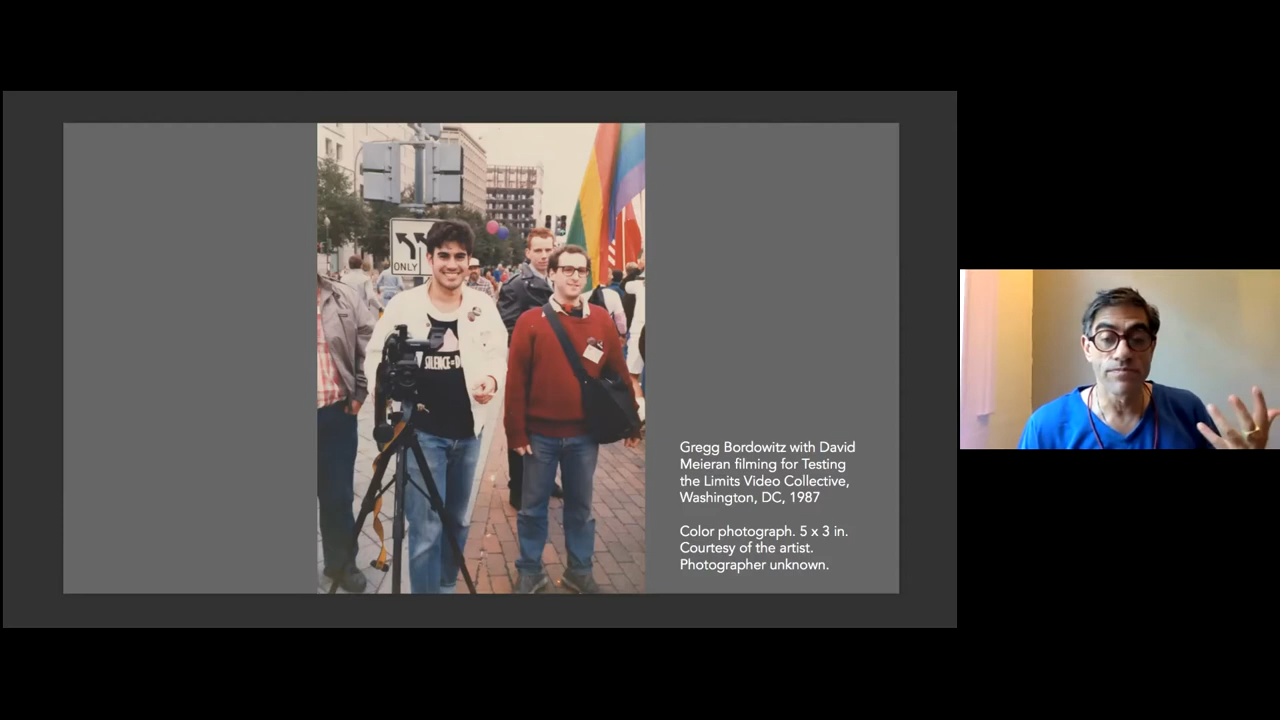 ONLY
SILENCE=D
Gregg Bordowitz with David
Meieran filming for Testing
the Limits Video Collective,
Washington, DC, 1987
Color photograph. 5 x 3 in.
Courtesy of the artist.
Photographer unknown.